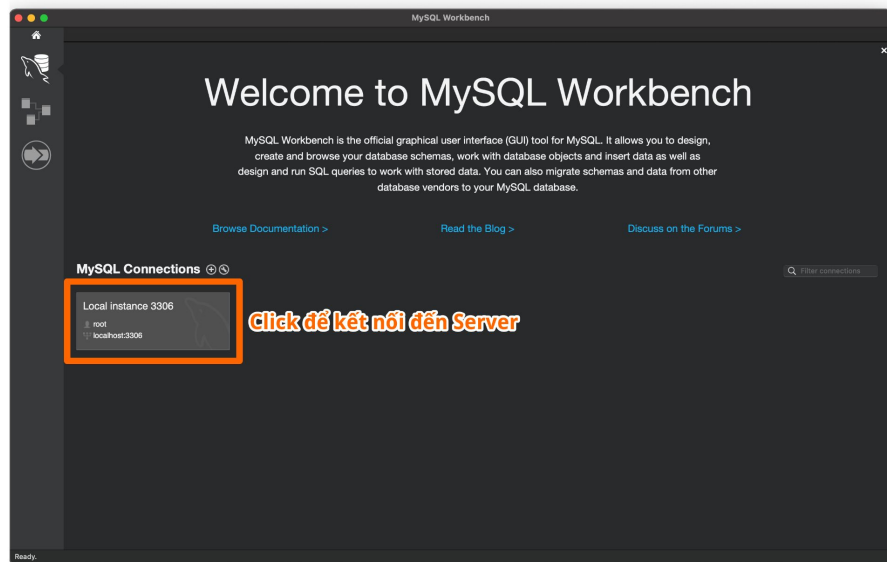 MySQL Workbench
Welcome to MySQL Workbench
MySQL Workbench is the official graphical user interface (GUI) tool for MySQL. It allows you to design,
create and browse your database schemas, work with database objects and insert data as well as
design and run SQL queries to work with stored data. You can also migrate schemas and data from other
database vendors to your MySQL database.
Browse Documentation >
Read the Blog >
Discuss on the Forums >
MySQL Connections
Filter connections
Local instance 3306
root
localhost:3306
Click để kết nối đến Server
Ready.